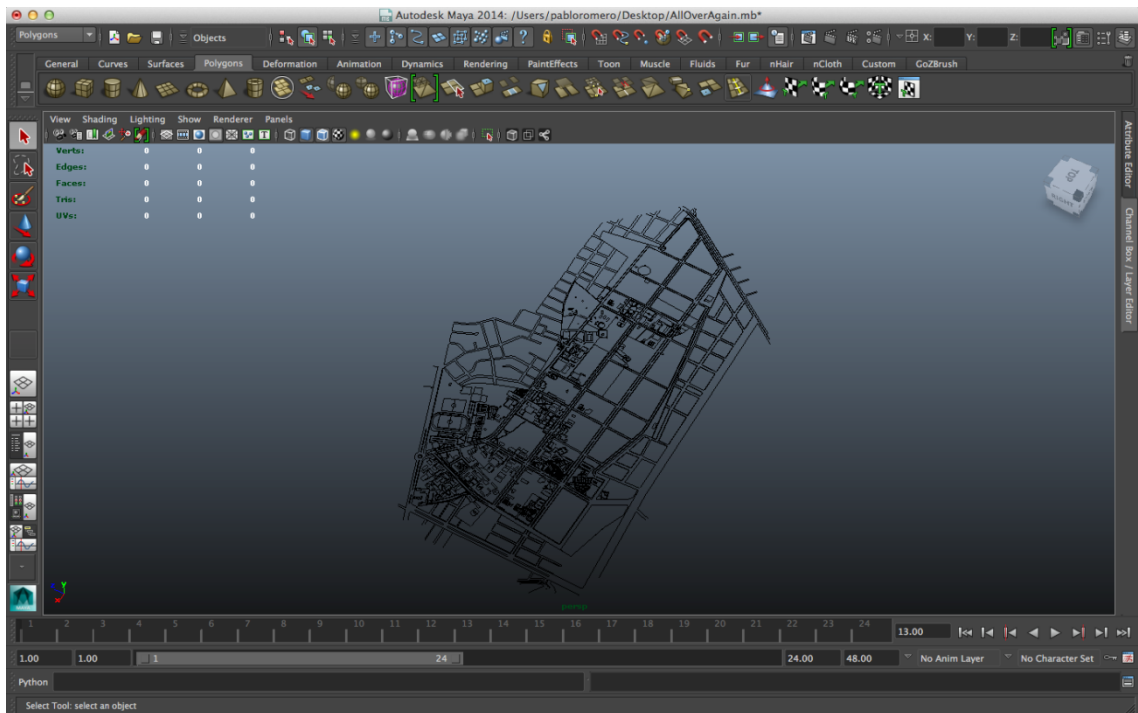 Autodesk Maya 2014: /Users/pabloromero/Desktop/AllOverAgain.mb*
Polygons Objects X: Y: Z:
General Curves Surfaces Polygons Deformation Animation Dynamics Rendering PaintEffects Toon Muscle Fluids Fur nHair nCloth Custom GoZBrush
View Shading Lighting Show Renderer Panels
Verts: 0 0 0
Edges: 0 0 0
Faces: 0 0 0
Tris: 0 0 0
UVs: 0 0 0
Attribute Editor
Channel Box / Layer Editor
persp
1 2 3 4 5 6 7 8 9 10 11 12 13 14 15 16 17 18 19 20 21 22 23 24 13.00
1.00 1.00 1 24 24.00 48.00 No Anim Layer No Character Set
Python
Select Tool: select an object